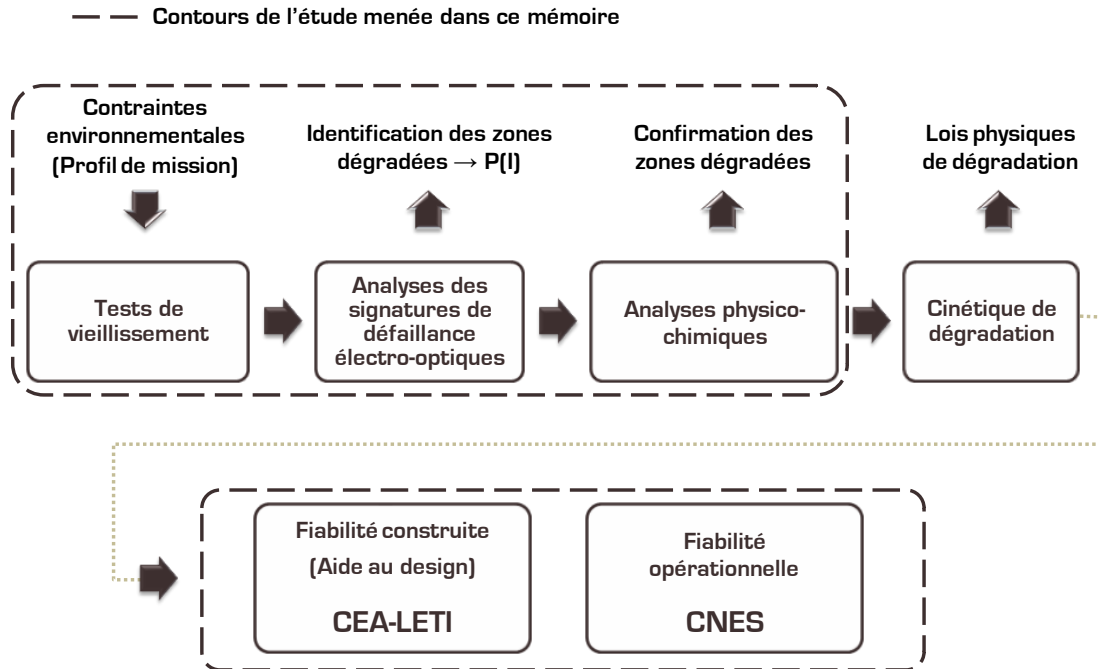 Contours de l’étude menée dans ce mémoire
Contraintes
environnementales
(Profil de mission)
Identification des zones
dégradées → P(I)
Confirmation des
zones dégradées
Lois physiques
de dégradation
Tests de
vieillissement
Analyses des
signatures de
défaillance
électro-optiques
Analyses physico-
chimiques
Cinétique de
dégradation
Fiabilité construite
(Aide au design)
CEA-LETI
Fiabilité
opérationnelle
CNES